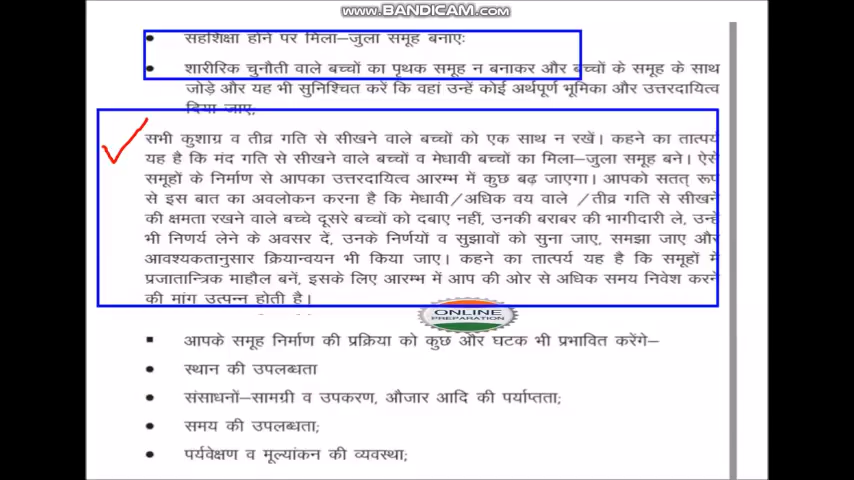 www.BANDICAM.com
सहशिक्षा होने पर मिला–जुला समूह बनाएः
शारीरिक चुनौती वाले बच्चों का पृथक समूह न बनाकर और बच्चों के समूह के साथ
जोड़े और यह भी सुनिश्चित करें कि वहां उन्हें कोई अर्थपूर्ण भूमिका और उत्तरदायित्व
दिया जाए;
सभी कुशाग्र व तीव्र गति से सीखने वाले बच्चों को एक साथ न रखें। कहने का तात्पर्य
यह है कि मंद गति से सीखने वाले बच्चों व मेधावी बच्चों का मिला–जुला समूह बने। ऐसे
समूहों के निर्माण से आपका उत्तरदायित्व आरम्भ में कुछ बढ़ जाएगा। आपको सतत् रूप
से इस बात का अवलोकन करना है कि मेधावी/अधिक वय वाले /तीव्र गति से सीखने
की क्षमता रखने वाले बच्चे दूसरे बच्चों को दबाए नहीं, उनकी बराबर की भागीदारी ले, उन्हें
भी निणर्य लेने के अवसर दें, उनके निर्णयों व सुझावों को सुना जाए, समझा जाए और
आवश्यकतानुसार क्रियान्वयन भी किया जाए। कहने का तात्पर्य यह है कि समूहों में
प्रजातान्त्रिक माहौल बनें, इसके लिए आरम्भ में आप की ओर से अधिक समय निवेश करने
की मांग उत्पन्न होती है।
ONLINE
PREPARATION
आपके समूह निर्माण की प्रक्रिया को कुछ और घटक भी प्रभावित करेंगे–
स्थान की उपलब्धता
संसाधनों–सामग्री व उपकरण, औजार आदि की पर्याप्तता;
समय की उपलब्धता;
पर्यवेक्षण व मूल्यांकन की व्यवस्था;